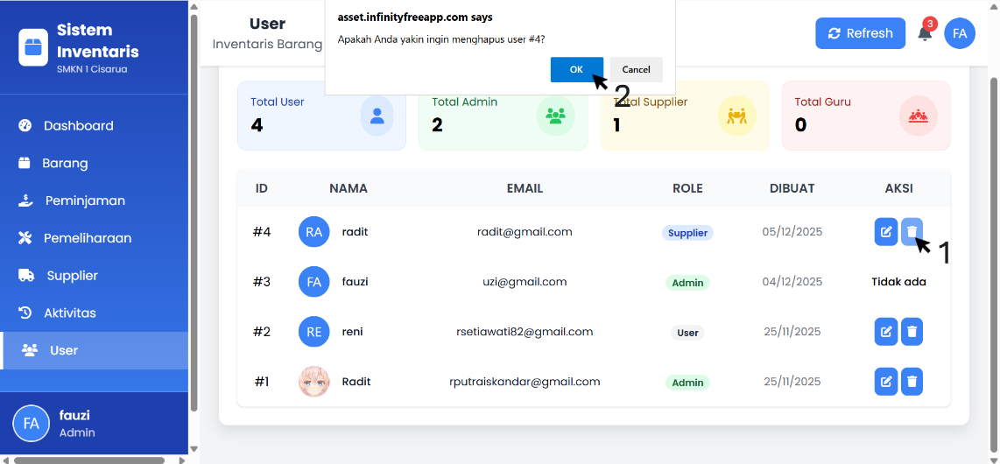 Sistem
Inventaris
SMKN 1 Cisarua
Dashboard
Barang
Peminjaman
Pemeliharaan
Supplier
Aktivitas
User
FA
fauzi
Admin
User
Inventaris Barang
asset.infinityfreeapp.com says
Apakah Anda yakin ingin menghapus user #4?
OK
Cancel
2
Refresh
3
FA
Total User
4
Total Admin
2
Total Supplier
1
Total Guru
0
ID NAMA EMAIL ROLE DIBUAT AKSI
#4 RA radit radit@gmail.com Supplier 05/12/2025
1
#3 FA fauzi uzi@gmail.com Admin 04/12/2025 Tidak ada
#2 RE reni rsetiawati82@gmail.com User 25/11/2025
#1 Radit rputraiskandar@gmail.com Admin 25/11/2025